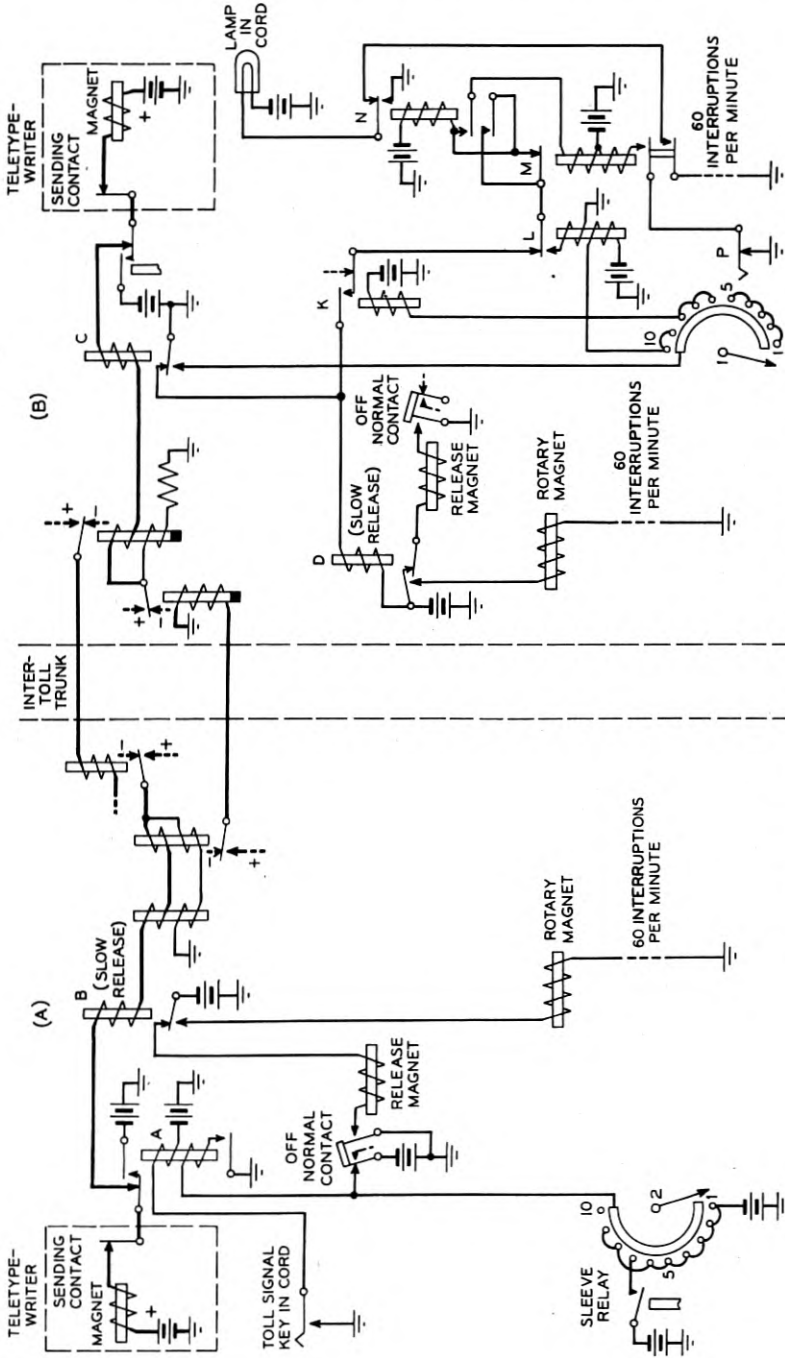 TELETYPE-
WRITER
SENDING
CONTACT
MAGNET
+
TOLL SIGNAL
KEY IN CORD
A
B
(SLOW
RELEASE)
(A)
OFF
NORMAL
CONTACT
RELEASE
MAGNET
ROTARY
MAGNET
60 INTERRUPTIONS
PER MINUTE
SLEEVE
RELAY
10
5
1
2
-
+
-
+
INTER-
TOLL
TRUNK
+
-
+
-
(B)
C
TELETYPE-
WRITER
SENDING
CONTACT
MAGNET
+
LAMP
IN
CORD
D
(SLOW
RELEASE)
OFF
NORMAL
CONTACT
RELEASE
MAGNET
ROTARY
MAGNET
60
INTERRUPTIONS
PER MINUTE
K
L
M
N
P
10
5
1
1
60
INTERRUPTIONS
PER MINUTE